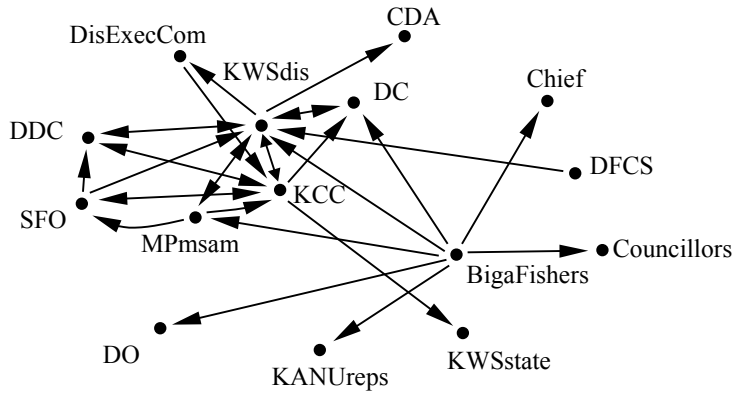 CDA
DisExecCom
KWSdis
Chief
DC
DDC
DFCS
KCC
SFO
MPmsam
Councillors
BigaFishers
DO
KWSstate
KANUreps